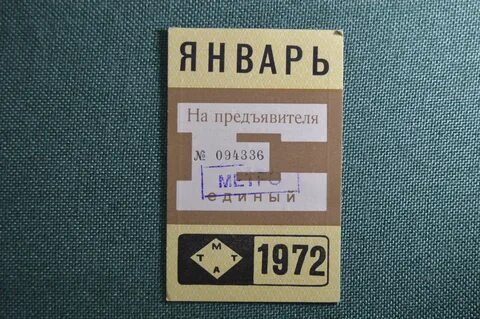 ЯНВАРЬ
На предъявителя
Е
№ 094336
МЕТРО
единый
М
Т Т
А
1972